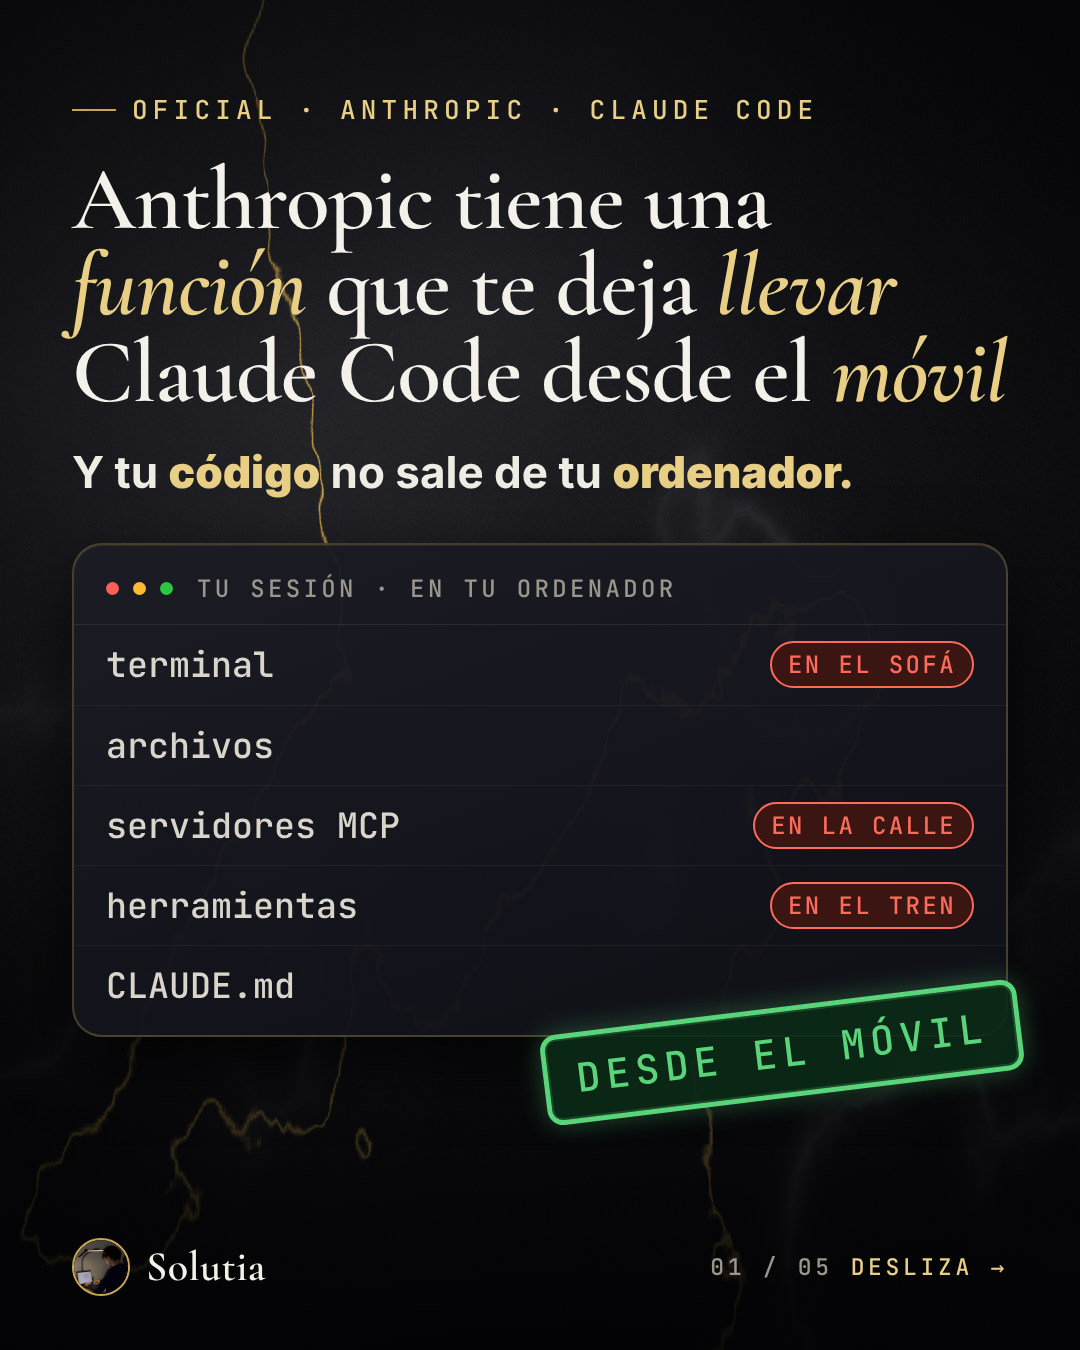 OFICIAL · ANTHROPIC · CLAUDE CODE
Anthropic tiene una
función que te deja llevar
Claude Code desde el móvil
Y tu código no sale de tu ordenador.
TU SESIÓN · EN TU ORDENADOR
terminal EN EL SOFÁ
archivos
servidores MCP EN LA CALLE
herramientas EN EL TREN
CLAUDE.md
DESDE EL MÓVIL
Solutia
01 / 05 DESLIZA →